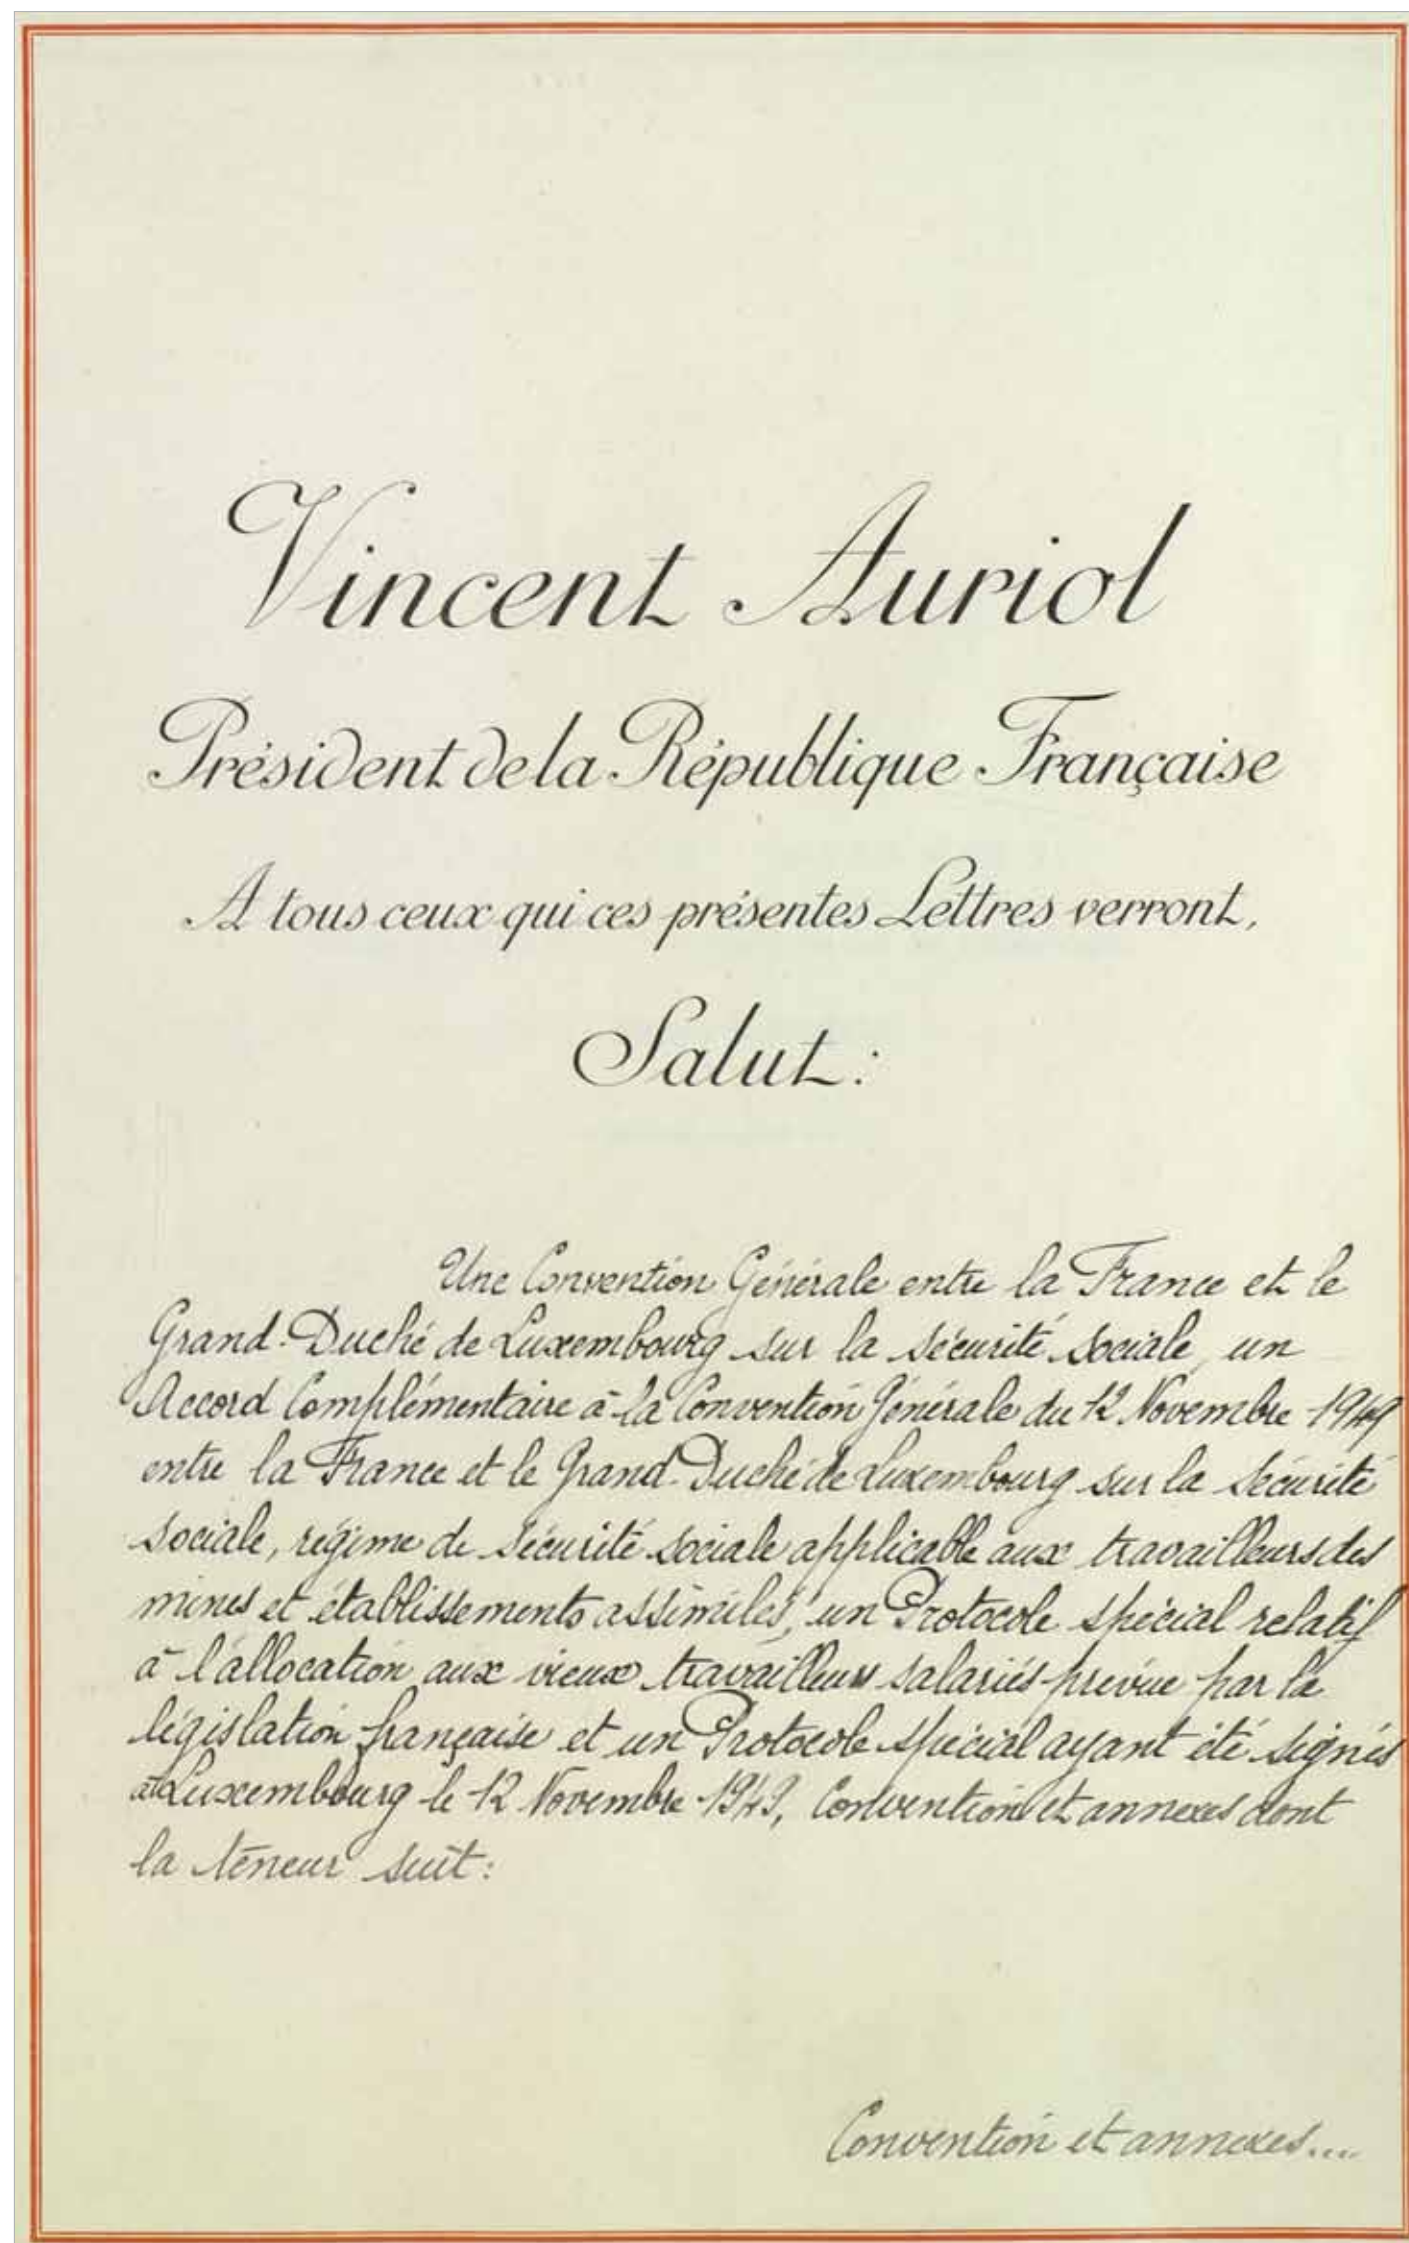 Vincent Auriol
Président de la République Française
A tous ceux qui ces présentes Lettres verront,
Salut :
Une Convention Générale entre la France et le
Grand-Duché de Luxembourg sur la sécurité sociale, un
Accord Complémentaire à la Convention Générale du 12 Novembre 1949
entre la France et le Grand-Duché de Luxembourg sur la sécurité
sociale, régime de sécurité sociale applicable aux travailleurs des
mines et établissements assimilés, un Protocole spécial relatif
à l'allocation aux vieux travailleurs salariés prévue par la
législation française et un Protocole spécial ayant été signés
à Luxembourg le 12 Novembre 1949, Convention et annexes dont
la teneur suit :
Convention et annexes....